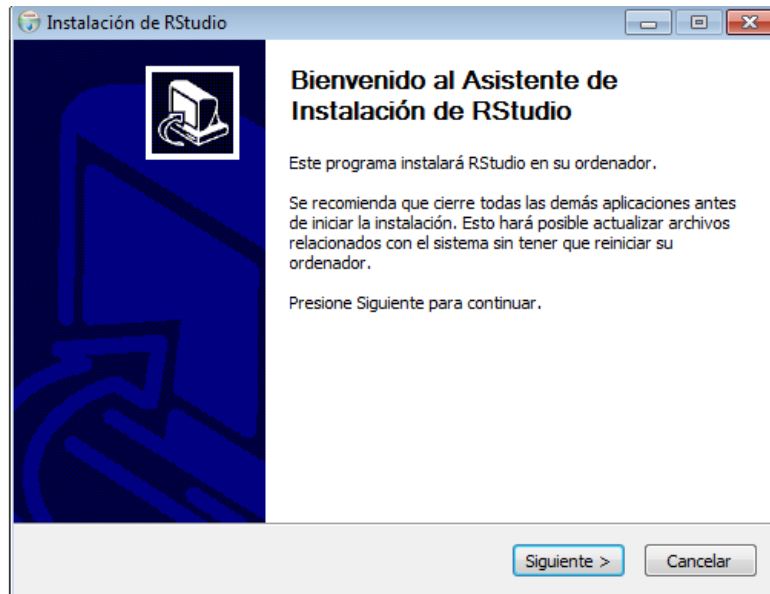 Instalación de RStudio
Bienvenido al Asistente de
Instalación de RStudio
Este programa instalará RStudio en su ordenador.
Se recomienda que cierre todas las demás aplicaciones antes
de iniciar la instalación. Esto hará posible actualizar archivos
relacionados con el sistema sin tener que reiniciar su
ordenador.
Presione Siguiente para continuar.
Siguiente >
Cancelar